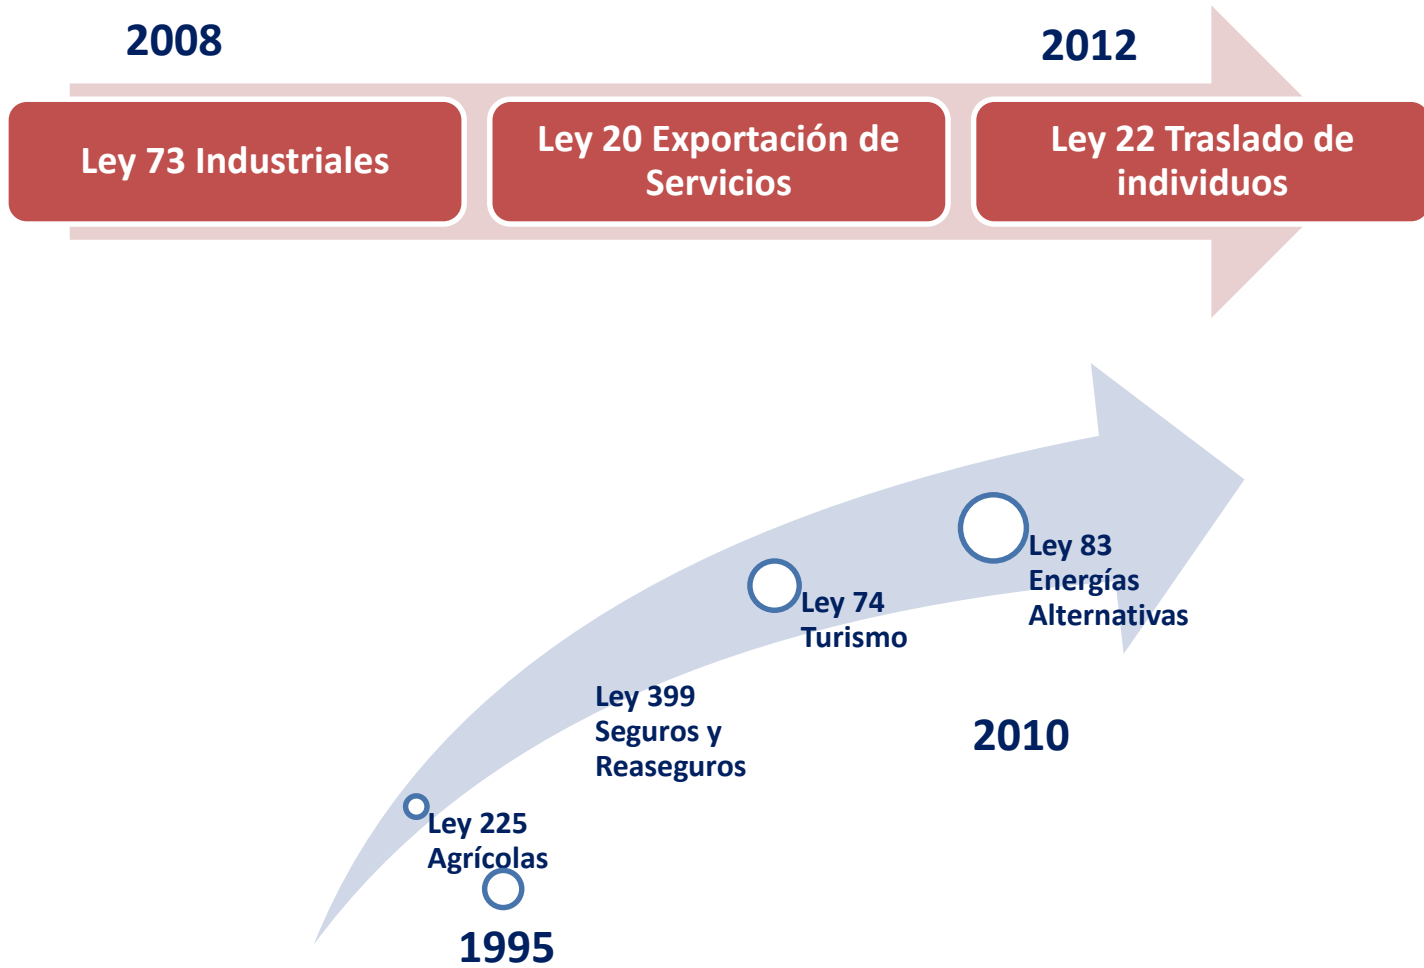 2008
2012
Ley 73 Industriales
Ley 20 Exportación de
Servicios
Ley 22 Traslado de
individuos
Ley 83
Energías
Alternativas
Ley 74
Turismo
Ley 399
Seguros y
Reaseguros
2010
Ley 225
Agrícolas
1995